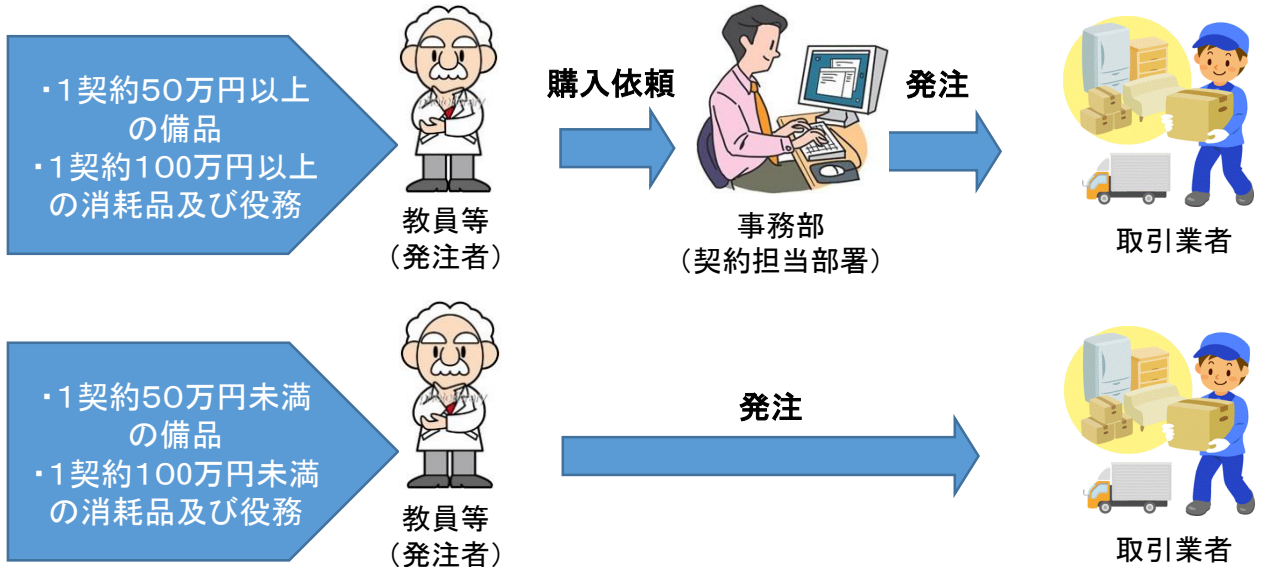 ・1契約50万円以上
の備品
・1契約100万円以上
の消耗品及び役務
教員等
（発注者）
購入依頼
事務部
（契約担当部署）
発注
取引業者
・1契約50万円未満
の備品
・1契約100万円未満
の消耗品及び役務
教員等
（発注者）
発注
取引業者